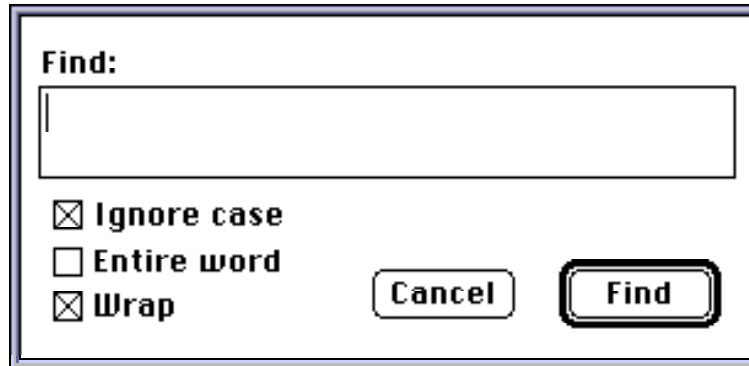 Find:
Ignore case
Entire word
Wrap
Cancel
Find